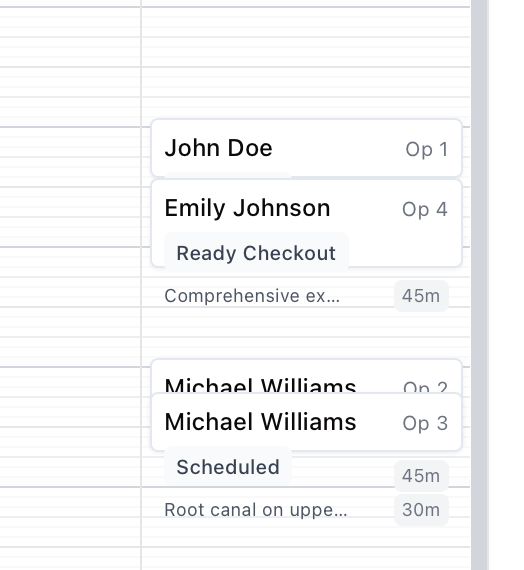 John Doe Op 1
Emily Johnson Op 4
Ready Checkout
Comprehensive ex... 45m
Michael Williams Op 2
Michael Williams Op 3
Scheduled
45m
Root canal on uppe... 30m